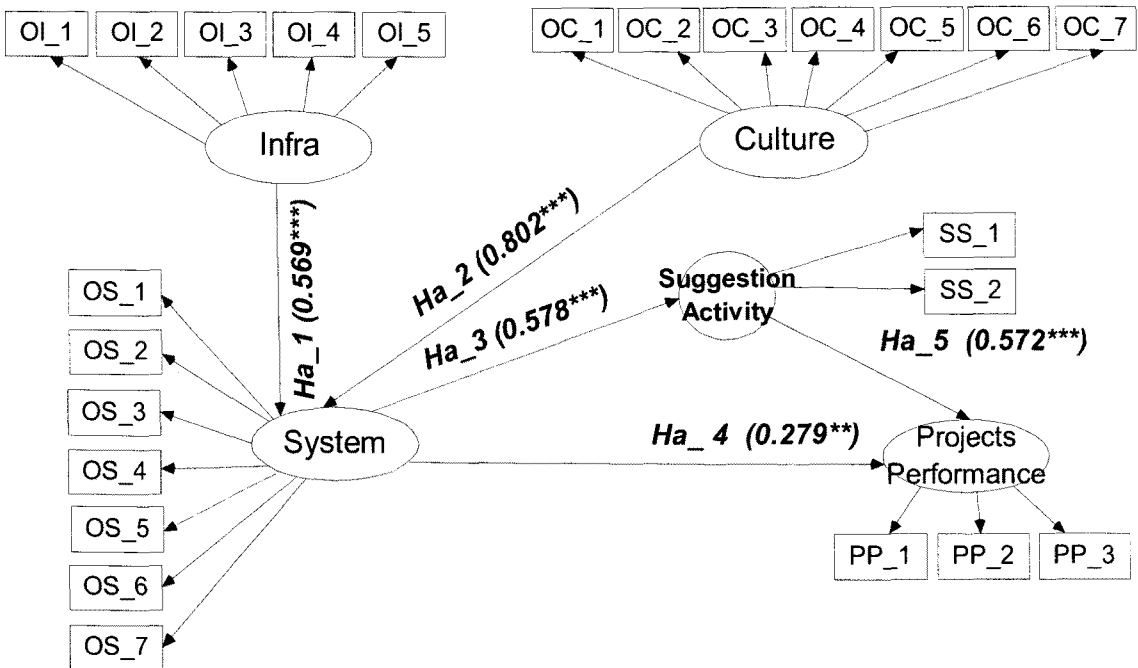 OI_1 OI_2 OI_3 OI_4 OI_5
OC_1 OC_2 OC_3 OC_4 OC_5 OC_6 OC_7
Infra
Culture
Ha_1 (0.569***)
Ha_2 (0.802***)
Ha_3 (0.578***)
Suggestion
Activity
SS_1
SS_2
Ha_5 (0.572***)
OS_1
OS_2
OS_3
OS_4
OS_5
OS_6
OS_7
System
Ha_ 4 (0.279**)
Projects
Performance
PP_1 PP_2 PP_3